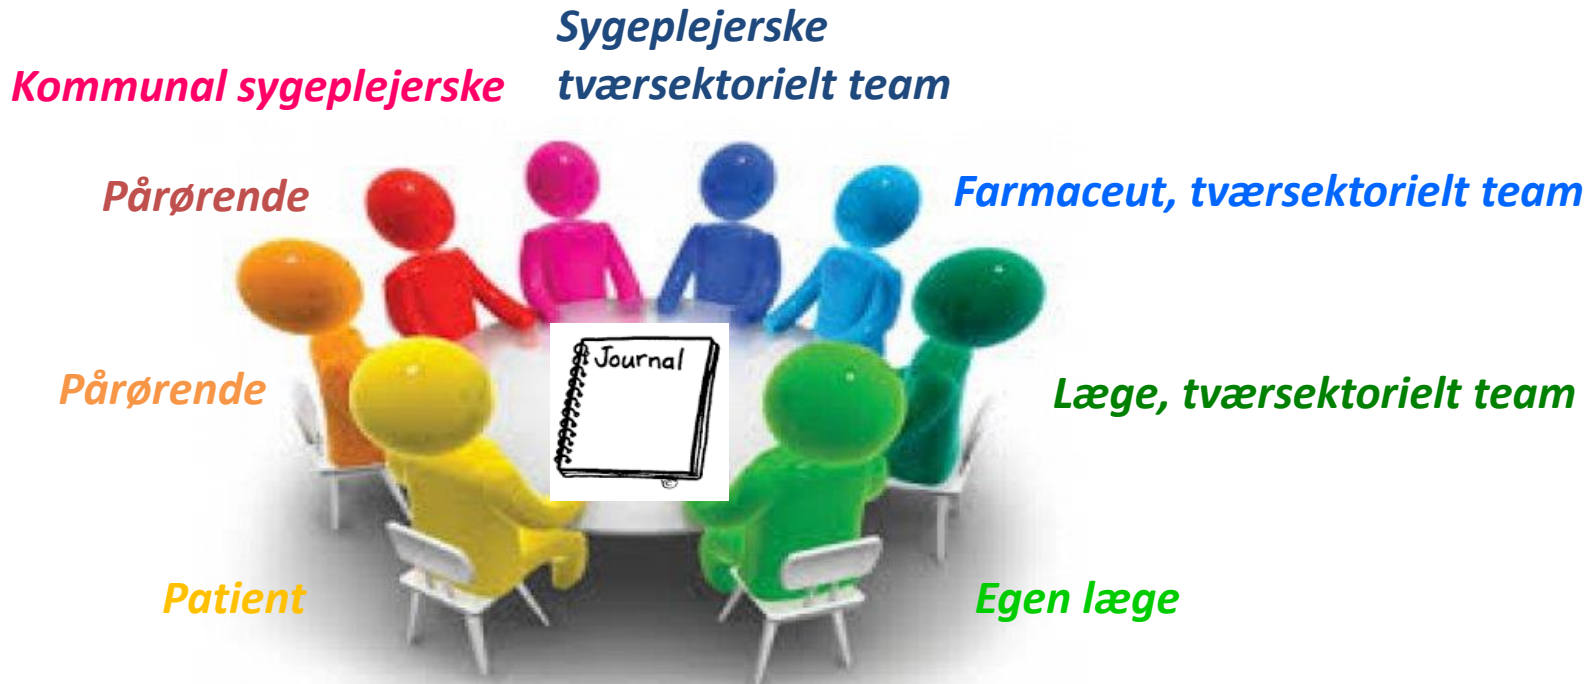 Sygeplejerske
tværsektorielt team
Kommunal sygeplejerske
Pårørende
Farmaceut, tværsektorielt team
Journal
Pårørende
Læge, tværsektorielt team
Patient
Egen læge